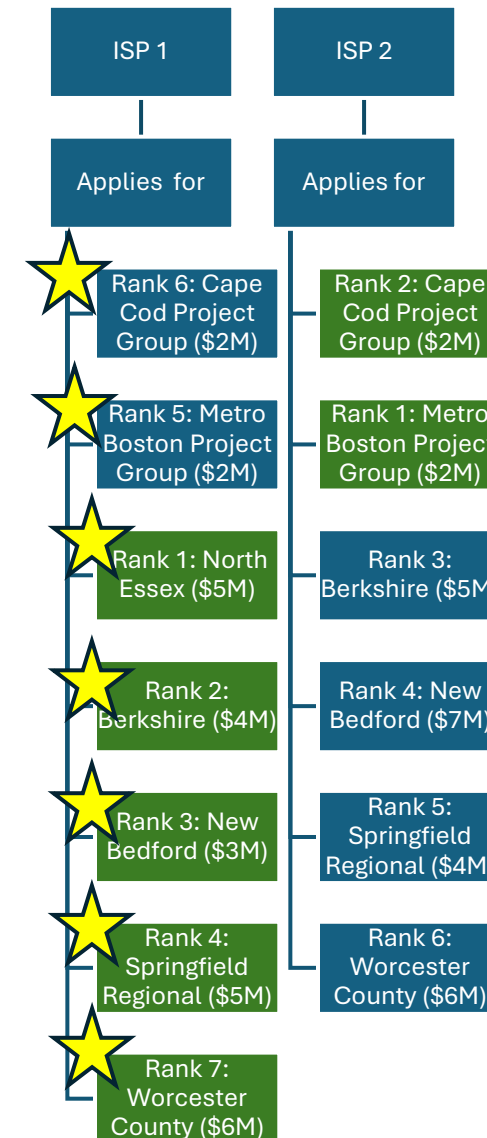 ISP 1
Applies for
Rank 6: Cape
Cod Project
Group ($2M)
Rank 5: Metro
Boston Project
Group ($2M)
Rank 1: North
Essex ($5M)
Rank 2:
Berkshire ($4M)
Rank 3: New
Bedford ($3M)
Rank 4:
Springfield
Regional ($5M)
Rank 7:
Worcester
County ($6M)
ISP 2
Applies for
Rank 2: Cape
Cod Project
Group ($2M)
Rank 1: Metro
Boston Project
Group ($2M)
Rank 3:
Berkshire ($5M
Rank 4: New
Bedford ($7M)
Rank 5:
Springfield
Regional ($4M
Rank 6:
Worcester
County ($6M)